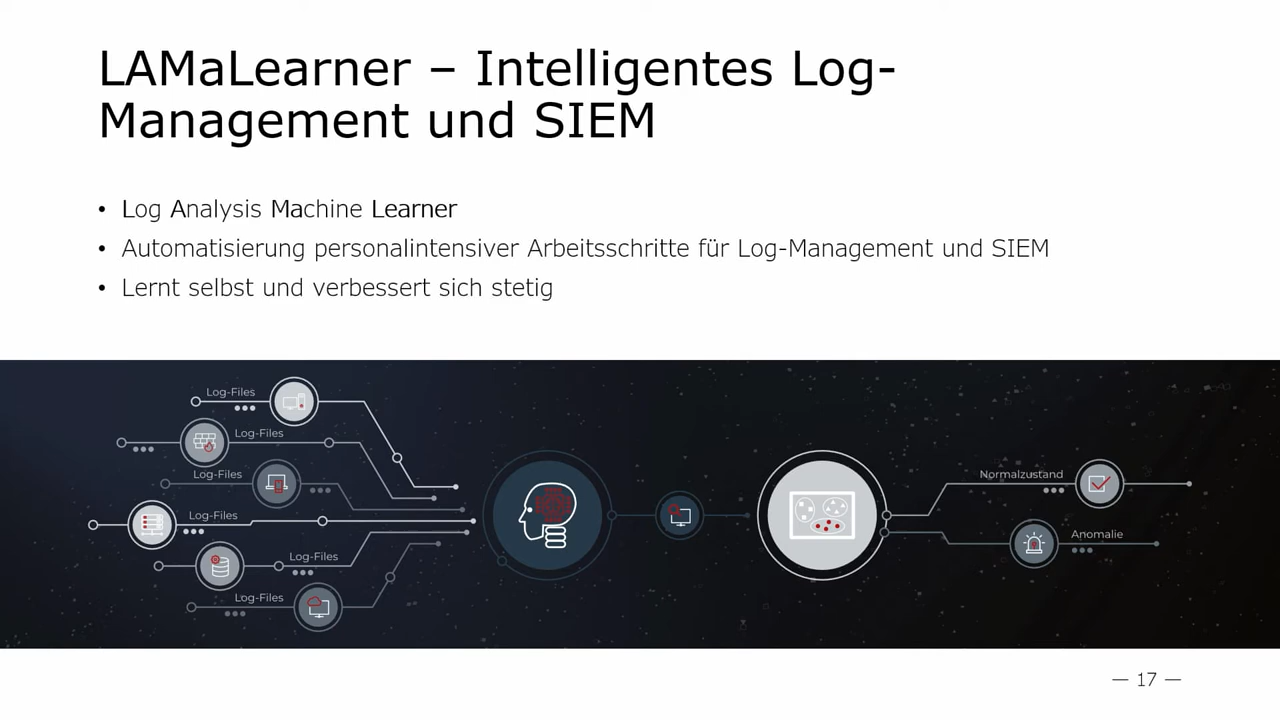 LAMaLearner – Intelligentes Log-
Management und SIEM
• Log Analysis Machine Learner
• Automatisierung personalintensiver Arbeitsschritte für Log-Management und SIEM
• Lernt selbst und verbessert sich stetig
Log-Files
Log-Files
Log-Files
Log-Files
Log-Files
Log-Files
Normalzustand
Anomalie
— 17 —